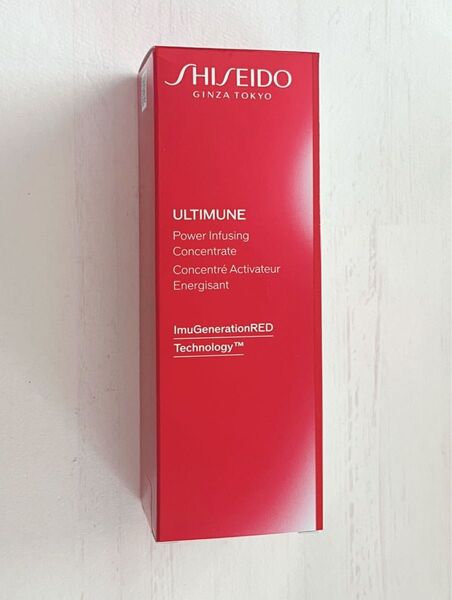 SHISEIDO
GINZA TOKYO
ULTIMUNE
Power Infusing
Concentrate
Concentré Activateur
Energisant
ImuGenerationRED
Technology™